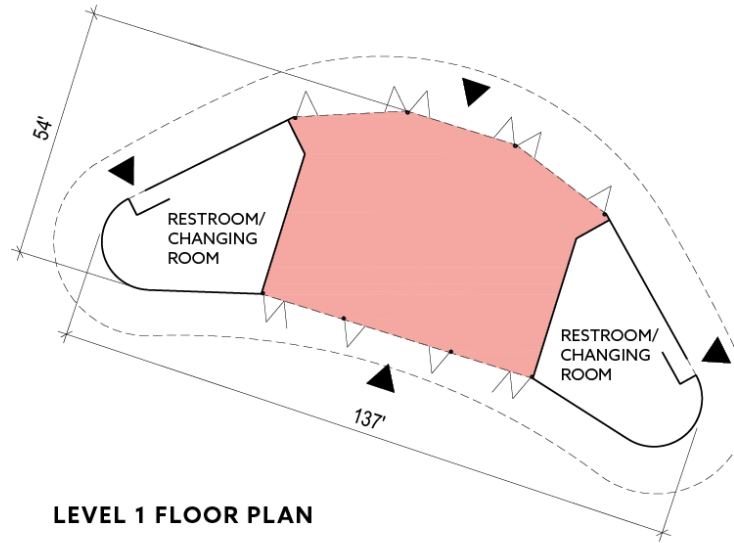 54'
RESTROOM/
CHANGING
ROOM
RESTROOM/
CHANGING
ROOM
137'
LEVEL 1 FLOOR PLAN